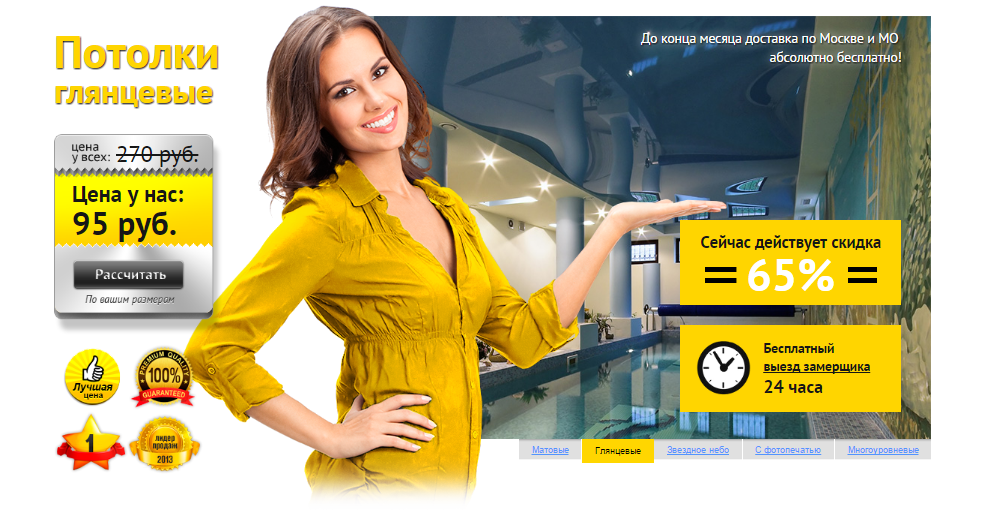 Потолки
глянцевые
До конца месяца доставка по Москве и МО
абсолютно бесплатно!
цена
у всех: 270 руб.
Цена у нас:
95 руб.
Рассчитать
По вашим размерам
Сейчас действует скидка
= 65% =
Бесплатный
выезд замерщика
24 часа
Лучшая
цена
PREMIUM QUALITY
100%
GUARANTEED
1
лидер
продаж
2013
Матовые
Глянцевые
Звездное небо
С фотопечатью
Многоуровневые